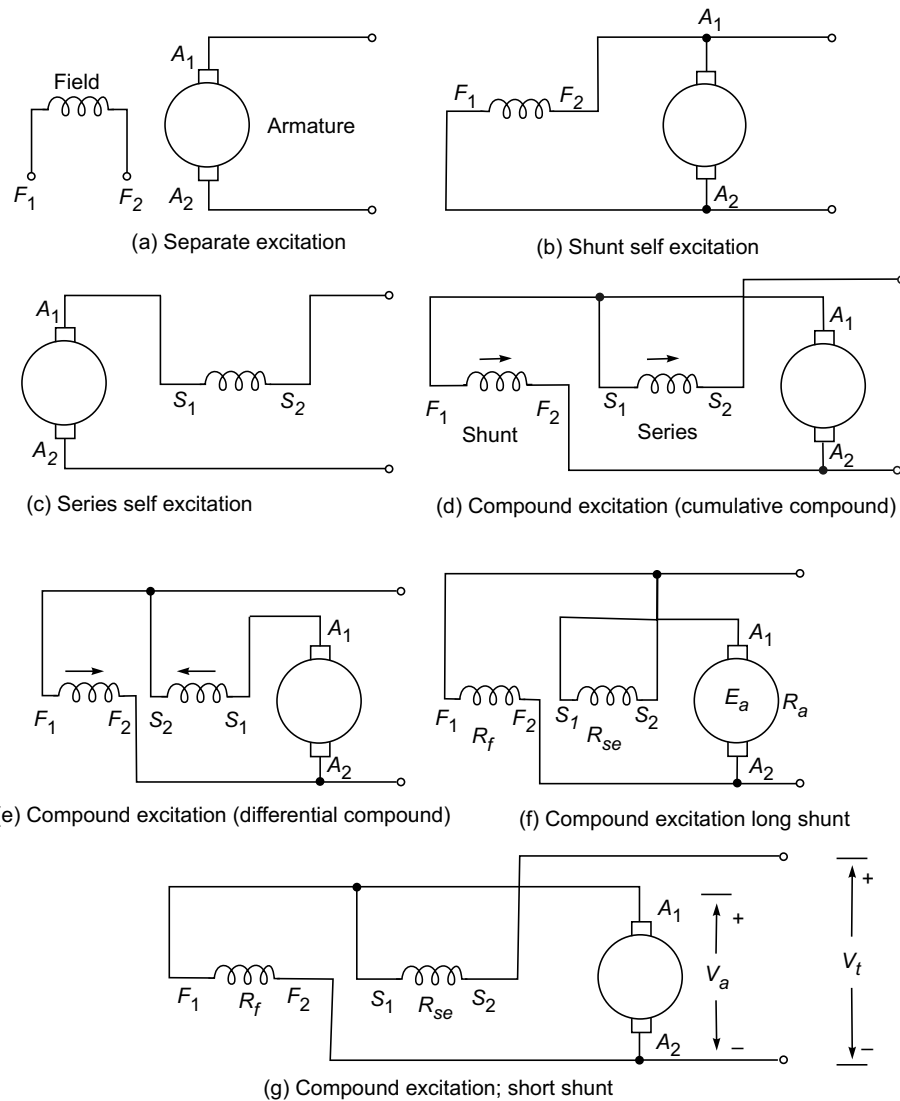 A1
Field
Armature
F1
F2
A2
(a) Separate excitation
A1
F1
F2
A2
(b) Shunt self excitation
A1
S1
S2
A2
(c) Series self excitation
A1
F1
F2
S1
S2
Shunt
Series
A2
(d) Compound excitation (cumulative compound)
A1
F1
F2
S2
S1
A2
(e) Compound excitation (differential compound)
A1
Ea
Ra
F1
Rf
F2
S1
Rse
S2
A2
(f) Compound excitation long shunt
A1
+
+
F1
Rf
F2
S1
Rse
S2
Va
Vt
A2
–
–
(g) Compound excitation; short shunt